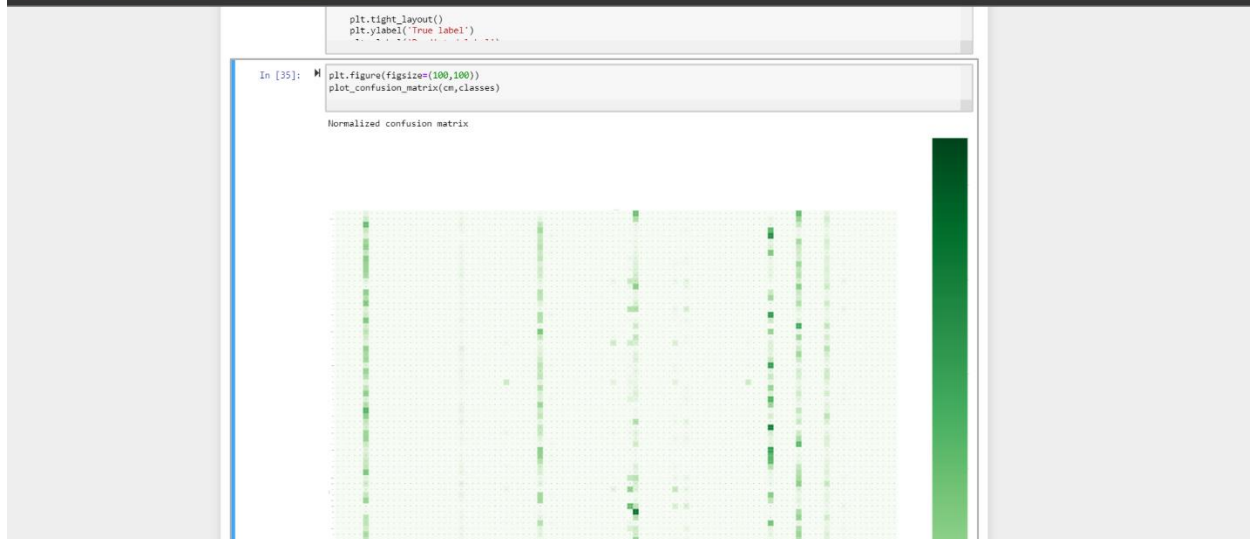 plt.tight_layout()
plt.ylabel('True label')
In [35]:
plt.figure(figsize=(100,100))
plot_confusion_matrix(cm,classes)
Normalized confusion matrix